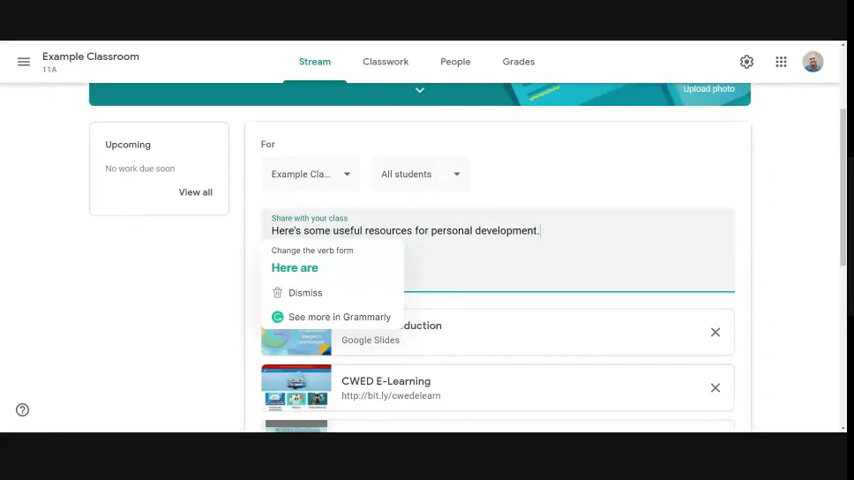 Example Classroom
11A
Stream
Classwork
People
Grades
Upload photo
Upcoming
No work due soon
View all
For
Example Cla...
All students
Share with your class
Here's some useful resources for personal development.
Change the verb form
Here are
Dismiss
See more in Grammarly
duction
Google Slides
CWED E-Learning
http://bit.ly/cwedelearn